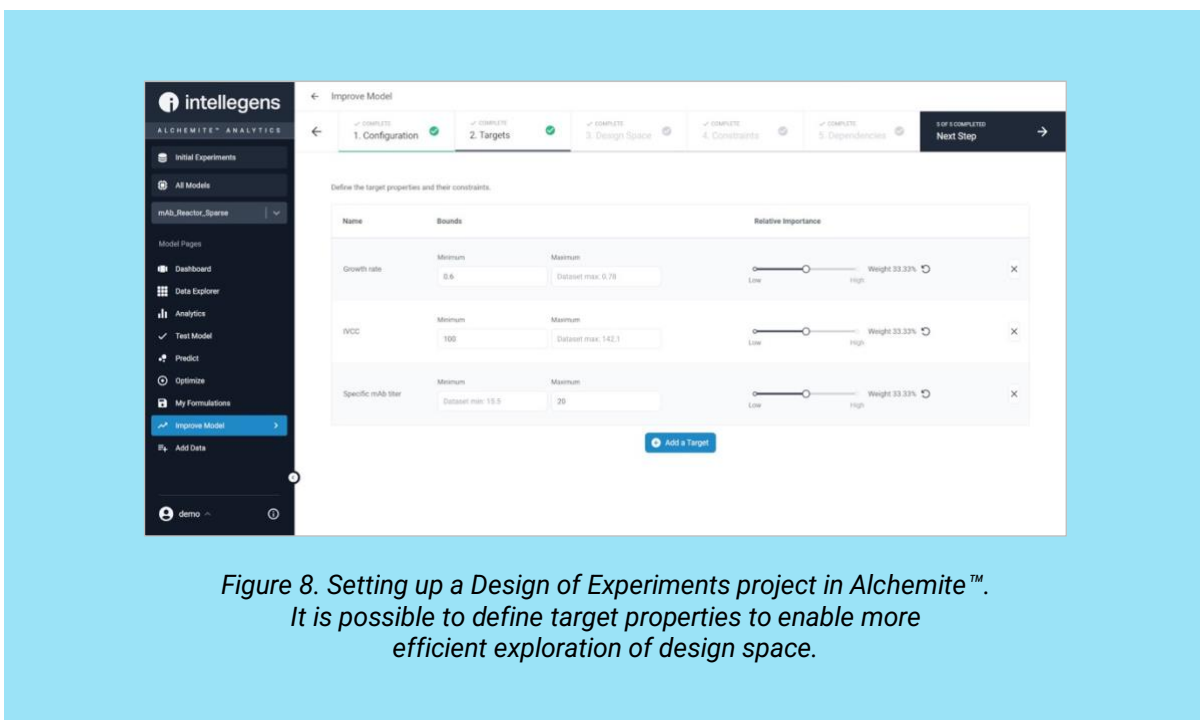 intellegens
ALCHEMITE™ ANALYTICS
Initial Experiments
All Models
mAb_Reactor_Sparse
Model Pages
Dashboard
Data Explorer
Analytics
Test Model
Predict
Optimize
My Formulations
Improve Model
Add Data
demo
Improve Model
COMPLETE
1. Configuration
COMPLETE
2. Targets
COMPLETE
3. Design Space
COMPLETE
4. Constraints
COMPLETE
5. Dependencies
5 OF 5 COMPLETED
Next Step
Define the target properties and their constraints.
Name Bounds Relative Importance
Minimum Maximum
Growth rate 0.6 Dataset max: 0.78 Weight 33.33%
Low High
Minimum Maximum
IVCC 100 Dataset max: 142.1 Weight 33.33%
Low High
Minimum Maximum
Specific mAb titer Dataset min: 15.5 20 Weight 33.33%
Low High
Add a Target
Figure 8. Setting up a Design of Experiments project in Alchemite™.
It is possible to define target properties to enable more
efficient exploration of design space.